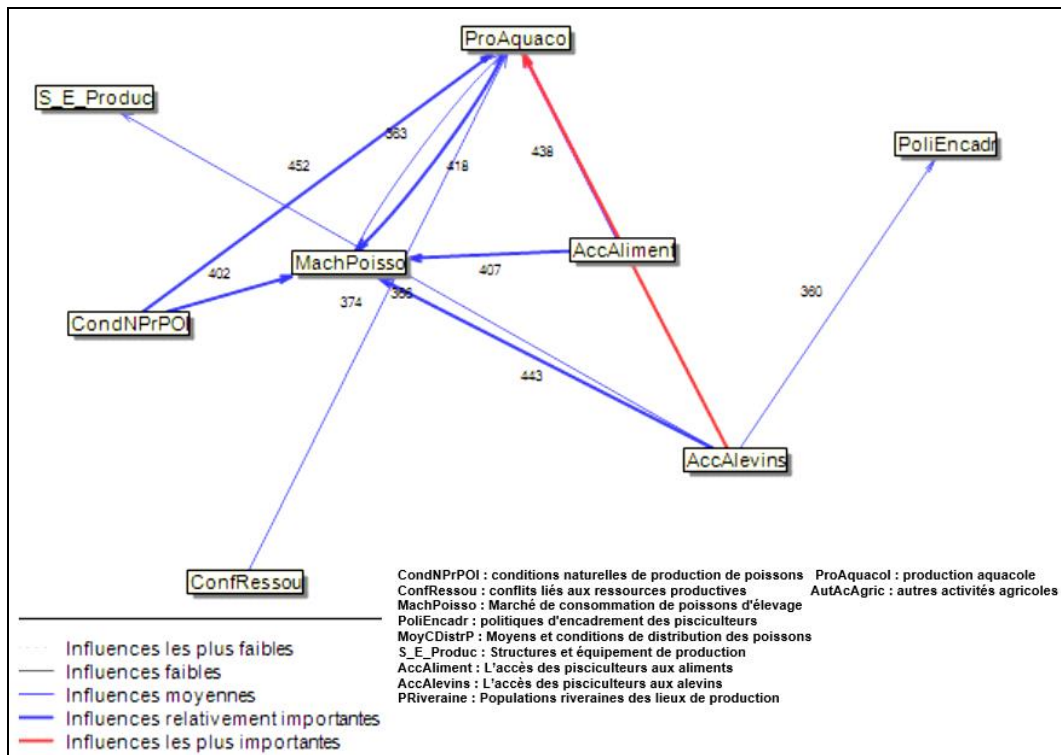 ProAquacol
S_E_Produc
PoliEncadr
363
438
452
418
AccAliment
MachPoisso
402
407
374
360
CondNPrPOI
443
AccAlevins
ConfRessou
CondNPrPOI : conditions naturelles de production de poissons ProAquacol : production aquacole
ConfRessou : conflits liés aux ressources productives AutAcAgric : autres activités agricoles
MachPoisso : Marché de consommation de poissons d'élevage
PoliEncadr : politiques d'encadrement des pisciculteurs
MoyCDistrP : Moyens et conditions de distribution des poissons
S_E_Produc : Structures et équipement de production
AccAliment : L'accès des pisciculteurs aux aliments
AccAlevins : L'accès des pisciculteurs aux alevins
PRiveraine : Populations riveraines des lieux de production
Influences les plus faibles
Influences faibles
Influences moyennes
Influences relativement importantes
Influences les plus importantes